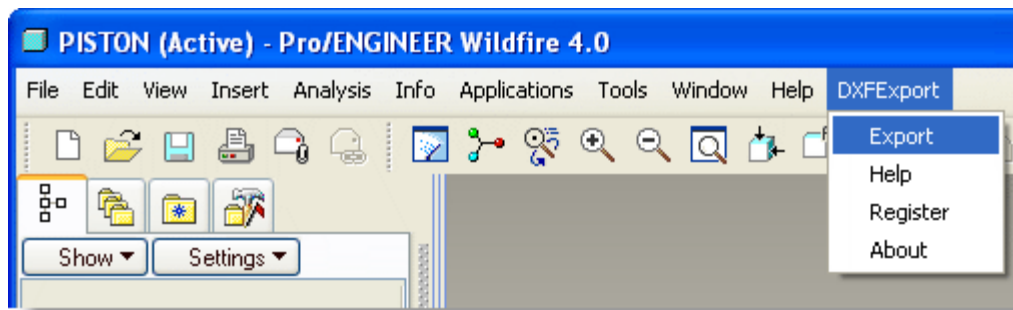 PISTON (Active) - Pro/ENGINEER Wildfire 4.0
File Edit View Insert Analysis Info Applications Tools Window Help DXFExport
Export
Help
Register
About
Show Settings